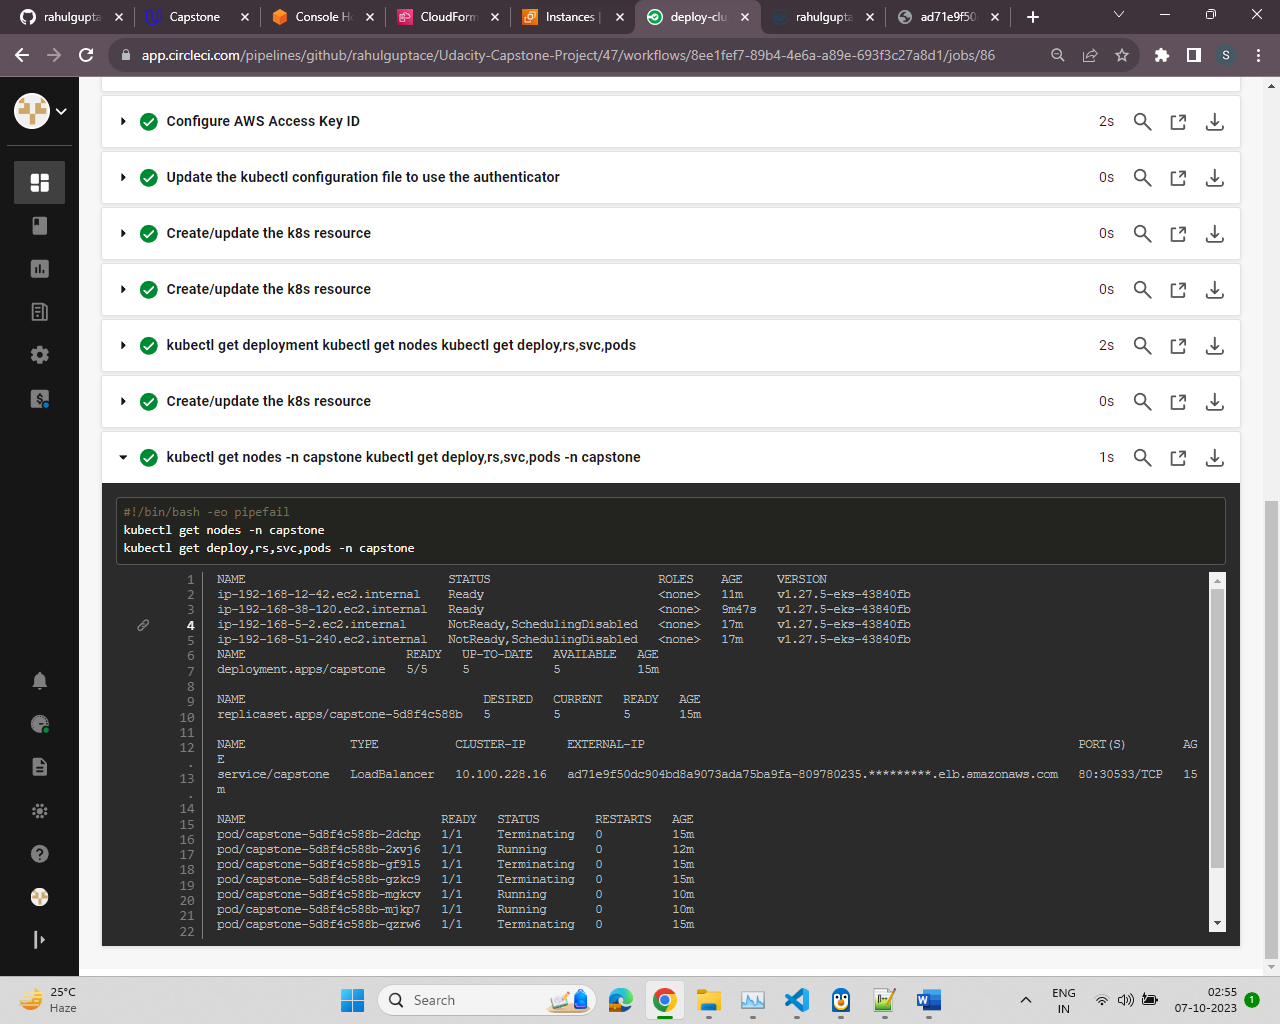 rahulgupta
Capstone
Console Ho
CloudForm
Instances |
deploy-clu
rahulgupta
ad71e9f50
app.circleci.com/pipelines/github/rahulguptace/Udacity-Capstone-Project/47/workflows/8ee1fef7-89b4-4e6a-a89e-693f3c27a8d1/jobs/86
S
Configure AWS Access Key ID 2s
Update the kubectl configuration file to use the authenticator 0s
Create/update the k8s resource 0s
Create/update the k8s resource 0s
kubectl get deployment kubectl get nodes kubectl get deploy,rs,svc,pods 2s
Create/update the k8s resource 0s
kubectl get nodes -n capstone kubectl get deploy,rs,svc,pods -n capstone 1s
#!/bin/bash -eo pipefail
kubectl get nodes -n capstone
kubectl get deploy,rs,svc,pods -n capstone
1 NAME STATUS ROLES AGE VERSION
2 ip-192-168-12-42.ec2.internal Ready <none> 11m v1.27.5-eks-43840fb
3 ip-192-168-38-120.ec2.internal Ready <none> 9m47s v1.27.5-eks-43840fb
4 ip-192-168-5-2.ec2.internal NotReady,SchedulingDisabled <none> 17m v1.27.5-eks-43840fb
5 ip-192-168-51-240.ec2.internal NotReady,SchedulingDisabled <none> 17m v1.27.5-eks-43840fb
6 NAME READY UP-TO-DATE AVAILABLE AGE
7 deployment.apps/capstone 5/5 5 5 15m
8
9 NAME DESIRED CURRENT READY AGE
10 replicaset.apps/capstone-5d8f4c588b 5 5 5 15m
11
12 NAME TYPE CLUSTER-IP EXTERNAL-IP PORT(S) AG
. E
13 service/capstone LoadBalancer 10.100.228.16 ad71e9f50dc904bd8a9073ada75ba9fa-809780235.*********.elb.amazonaws.com 80:30533/TCP 15
. m
14
15 NAME READY STATUS RESTARTS AGE
16 pod/capstone-5d8f4c588b-2dchp 1/1 Terminating 0 15m
17 pod/capstone-5d8f4c588b-2xvj6 1/1 Running 0 12m
18 pod/capstone-5d8f4c588b-gf9l5 1/1 Terminating 0 15m
19 pod/capstone-5d8f4c588b-gzkc9 1/1 Terminating 0 15m
20 pod/capstone-5d8f4c588b-mgkcv 1/1 Running 0 10m
21 pod/capstone-5d8f4c588b-mjkp7 1/1 Running 0 10m
22 pod/capstone-5d8f4c588b-qzrw6 1/1 Terminating 0 15m
25°C
Haze
Search
ENG
IN
02:55
07-10-2023
1